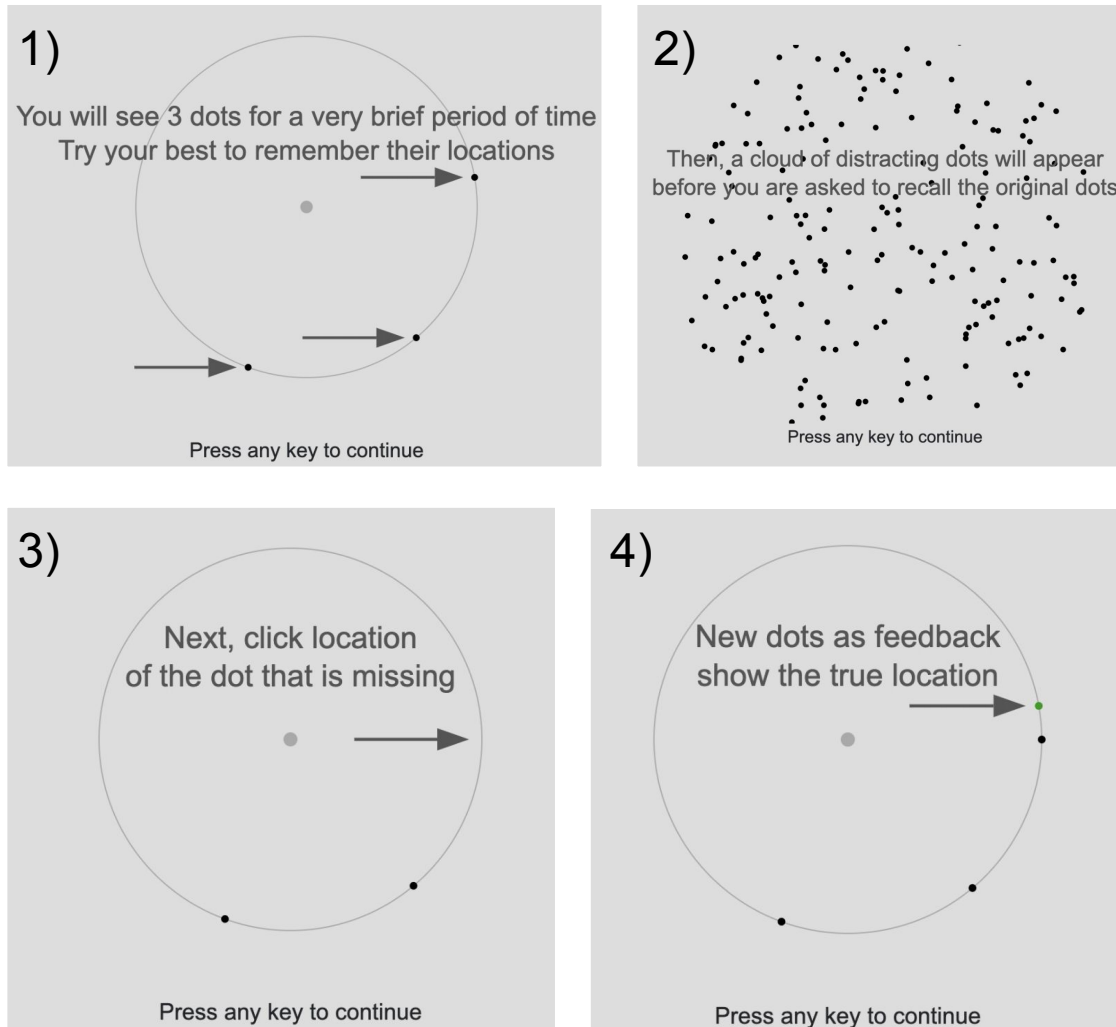 1)
You will see 3 dots for a very brief period of time
Try your best to remember their locations
Press any key to continue
2)
Then, a cloud of distracting dots will appear
before you are asked to recall the original dots
Press any key to continue
3)
Next, click location
of the dot that is missing
Press any key to continue
4)
New dots as feedback
show the true location
Press any key to continue